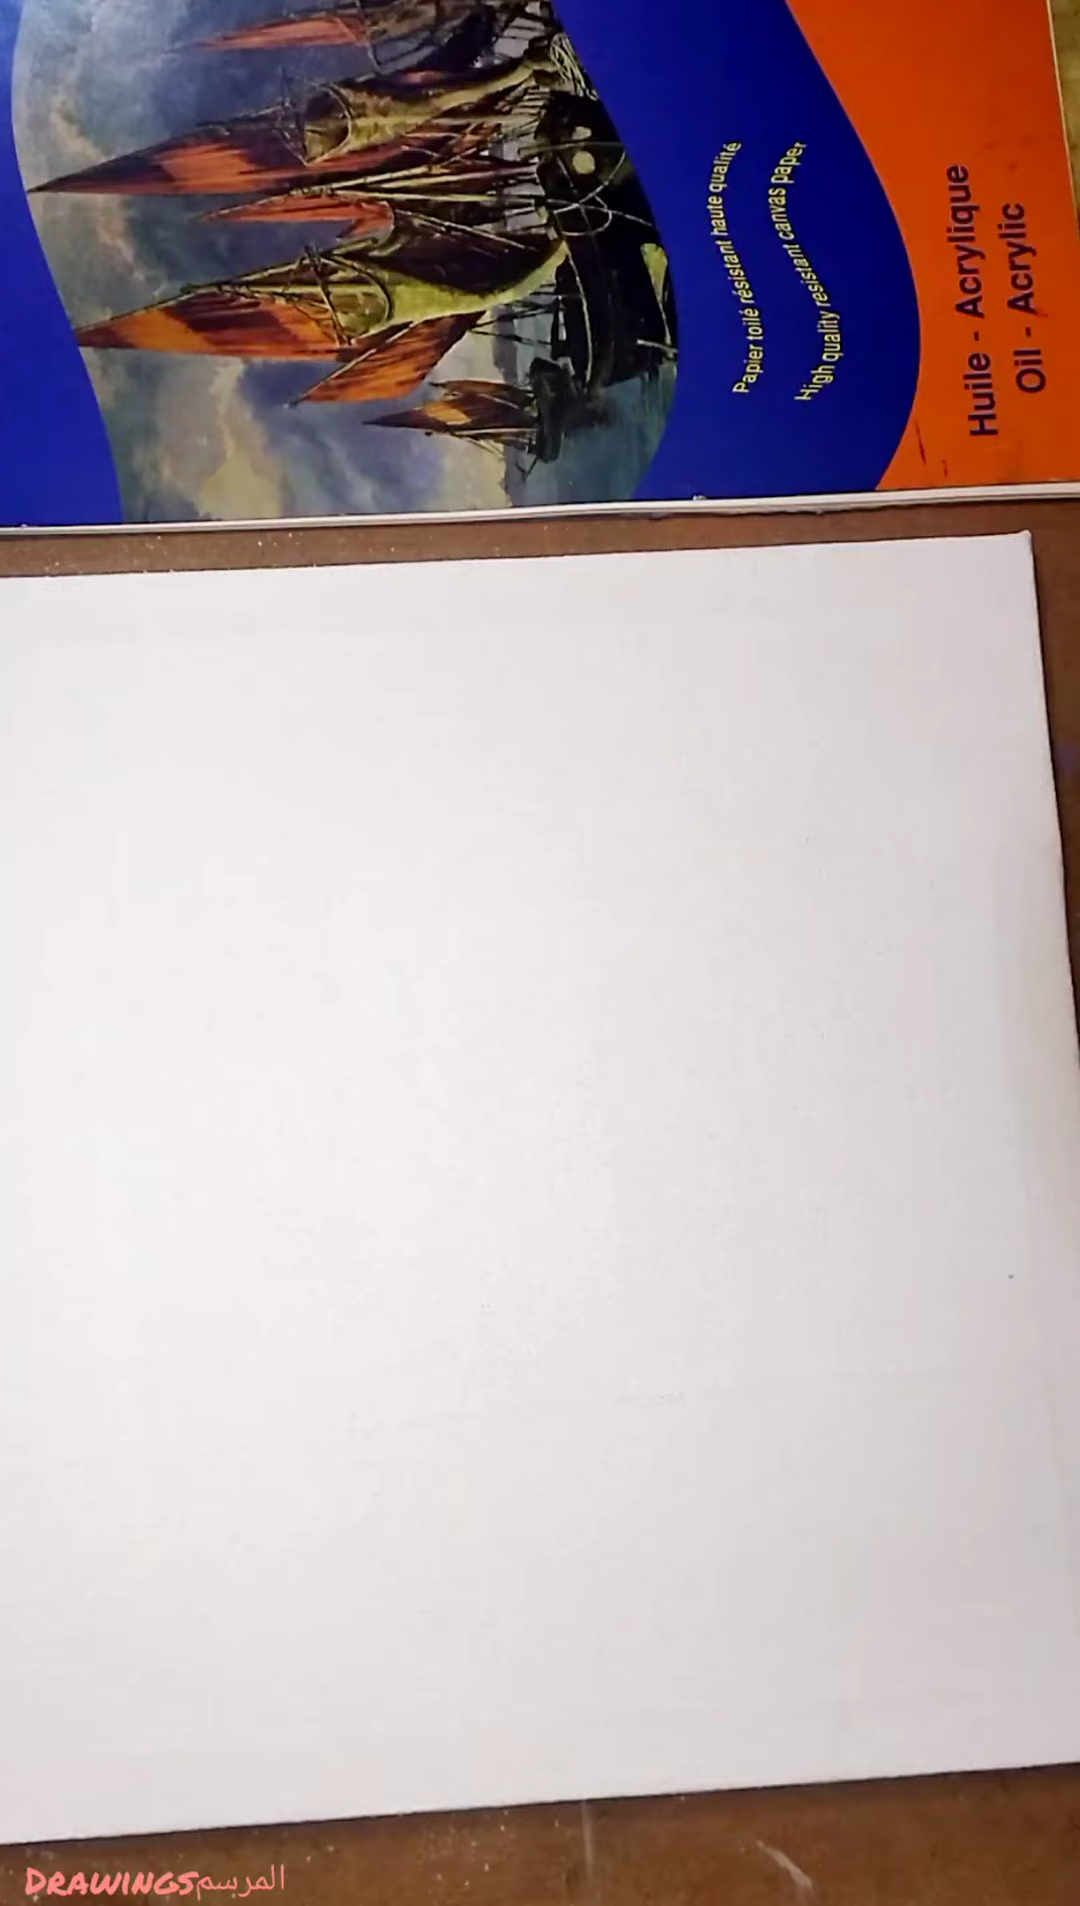 Papier toilé résistant haute qualité
High quality resistant canvas paper
Huile - Acrylique
Oil - Acrylic
DRAWINGSالمرسم